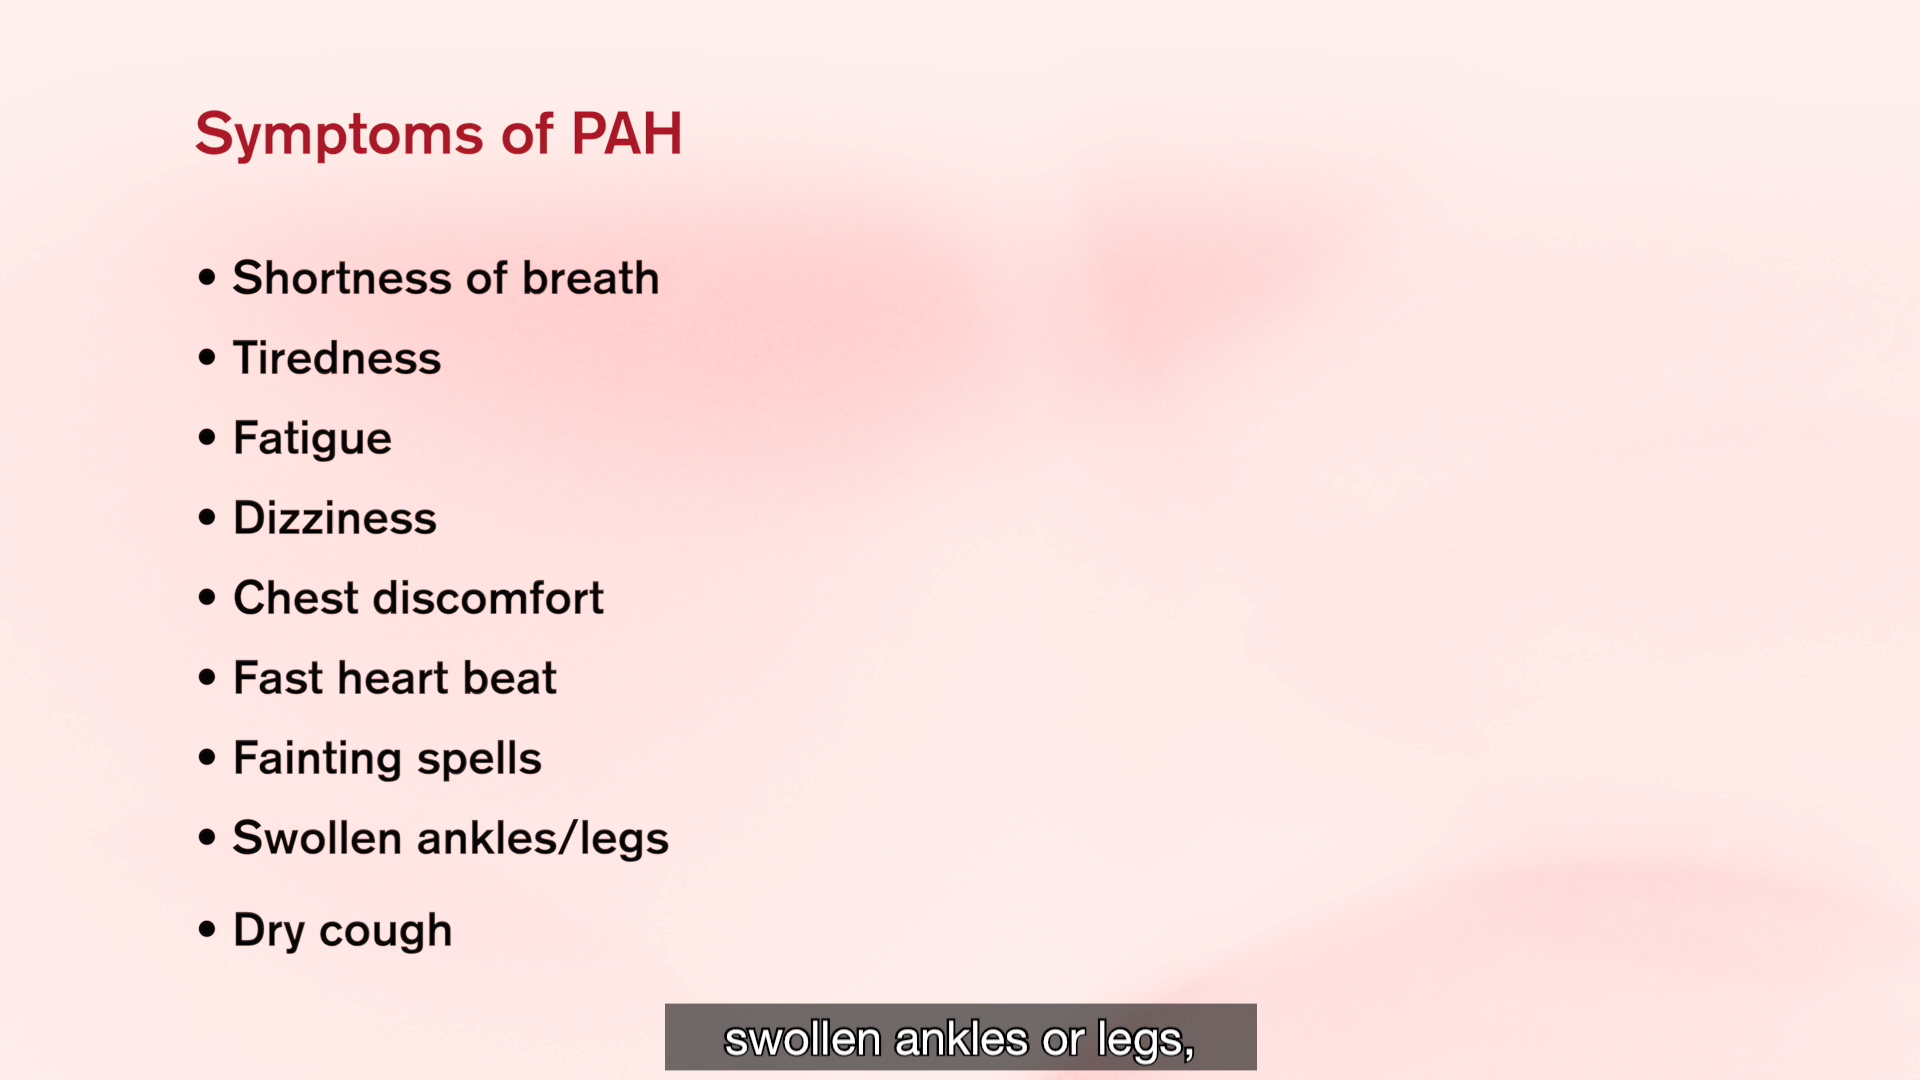 Symptoms of PAH
• Shortness of breath
• Tiredness
• Fatigue
• Dizziness
• Chest discomfort
• Fast heart beat
• Fainting spells
• Swollen ankles/legs
• Dry cough
swollen ankles or legs,